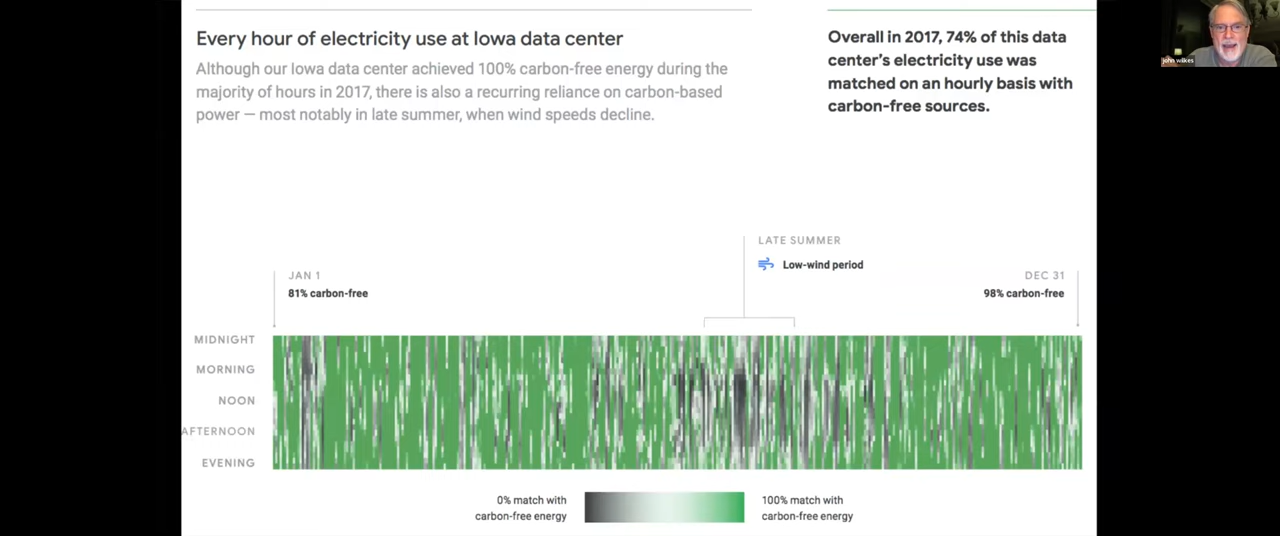 Every hour of electricity use at Iowa data center
Although our Iowa data center achieved 100% carbon-free energy during the
majority of hours in 2017, there is also a recurring reliance on carbon-based
power — most notably in late summer, when wind speeds decline.
Overall in 2017, 74% of this data
center's electricity use was
matched on an hourly basis with
carbon-free sources.
john wilkes
LATE SUMMER
Low-wind period
JAN 1
81% carbon-free
DEC 31
98% carbon-free
MIDNIGHT
MORNING
NOON
AFTERNOON
EVENING
0% match with
carbon-free energy
100% match with
carbon-free energy